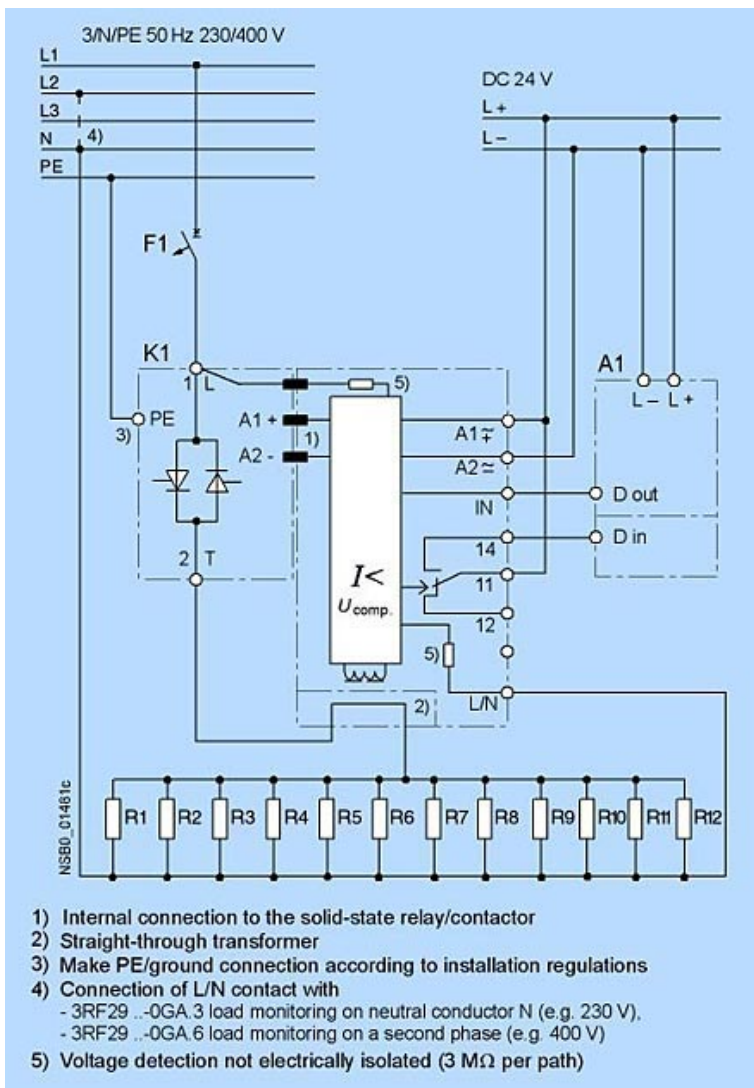 3/N/PE 50 Hz 230/400 V
L1
L2
L3
N
4)
PE
DC 24 V
L +
L –
F1
K1
1 L
5)
A1
L – L +
PE
3)
A1 +
1)
A2 -
A1 ≂
A2 ≃
IN
D out
14
D in
11
I<
U comp.
12
2 T
5)
L/N
2)
NSB0_01481c
R1 R2 R3 R4 R5 R6 R7 R8 R9 R10 R11 R12
1) Internal connection to the solid-state relay/contactor
2) Straight-through transformer
3) Make PE/ground connection according to installation regulations
4) Connection of L/N contact with
- 3RF29 ..-0GA.3 load monitoring on neutral conductor N (e.g. 230 V),
- 3RF29 ..-0GA.6 load monitoring on a second phase (e.g. 400 V)
5) Voltage detection not electrically isolated (3 MΩ per path)